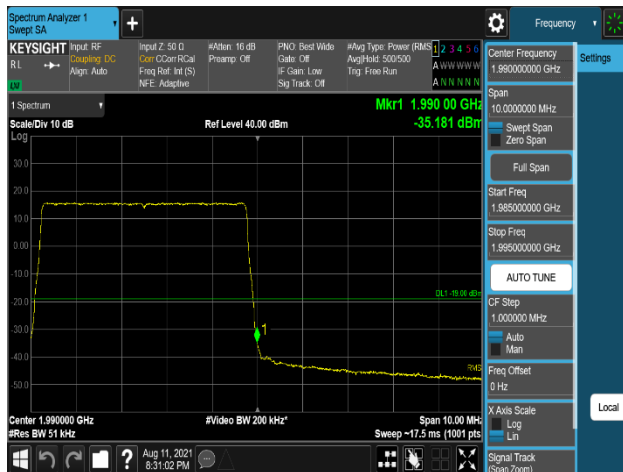 Spectrum Analyzer 1
Swept SA
Frequency
KEYSIGHT
RL
Input: RF
Coupling: DC
Align: Auto
Input Z: 50 Ω
Corr CCorr RCal
Freq Ref: Int (S)
NFE: Adaptive
#Atten: 16 dB
Preamp: Off
PNO: Best Wide
Gate: Off
IF Gain: Low
Sig Track: Off
#Avg Type: Power (RMS
Avg|Hold: 500/500
Trig: Free Run
1 2 3 4 5 6
A W W W W W
A N N N N N
1 Spectrum
Scale/Div 10 dB
Ref Level 40.00 dBm
Mkr1 1.990 00 GHz
-35.181 dBm
Log
30.0
20.0
10.0
0.00
-10.0
-20.0
-30.0
-40.0
-50.0
DL1 -19.00 dBm
1
RMS
Center 1.990000 GHz
#Video BW 200 kHz*
Span 10.00 MHz
#Res BW 51 kHz
Sweep ~17.5 ms (1001 pts)
?
Aug 11, 2021
8:31:02 PM
Center Frequency
1.990000000 GHz
Settings
Span
10.0000000 MHz
Swept Span
Zero Span
Full Span
Start Freq
1.985000000 GHz
Stop Freq
1.995000000 GHz
AUTO TUNE
CF Step
1.000000 MHz
Auto
Man
Freq Offset
0 Hz
X Axis Scale
Log
Lin
Local
Signal Track
(Span Zoom)